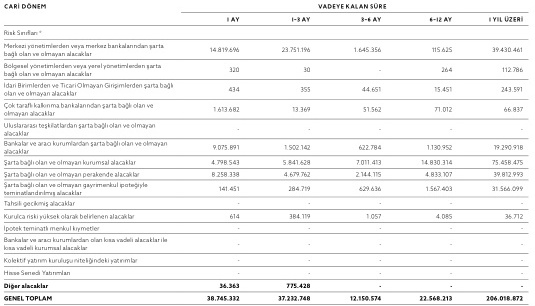 CARİ DÖNEM VADEYE KALAN SÜRE
1 AY 1–3 AY 3–6 AY 6–12 AY 1 YIL ÜZERİ
Risk Sınıfları *
Merkezi yönetimlerden veya merkez bankalarından şarta
bağlı olan ve olmayan alacaklar 14.819.696 23.751.196 1.645.356 115.625 39.430.461
Bölgesel yönetimlerden veya yerel yönetimlerden şarta
bağlı olan ve olmayan alacaklar 320 30 - 264 112.786
İdari Birimlerden ve Ticari Olmayan Girişimlerden şarta bağlı
olan ve olmayan alacaklar 434 355 44.651 15.451 243.591
Çok taraflı kalkınma bankalarından şarta bağlı olan ve
olmayan alacaklar 1.613.682 13.369 51.562 71.012 66.837
Uluslararası teşkilatlardan şarta bağlı olan ve olmayan
alacaklar - - - - -
Bankalar ve aracı kurumlardan şarta bağlı olan ve olmayan
alacaklar 9.075.891 1.502.142 622.784 1.130.952 19.290.918
Şarta bağlı olan ve olmayan kurumsal alacaklar 4.798.543 5.841.628 7.011.413 14.830.314 75.458.475
Şarta bağlı olan ve olmayan perakende alacaklar 8.258.338 4.679.762 2.144.115 4.833.107 39.812.993
Şarta bağlı olan ve olmayan gayrimenkul ipoteğiyle
teminatlandırılmış alacaklar 141.451 284.719 629.636 1.567.403 31.566.099
Tahsili gecikmiş alacaklar - - - - -
Kurulca riski yüksek olarak belirlenen alacaklar 614 384.119 1.057 4.085 36.712
İpotek teminatlı menkul kıymetler - - - - -
Bankalar ve aracı kurumlardan olan kısa vadeli alacaklar ile
kısa vadeli kurumsal alacaklar - - - - -
Kolektif yatırım kuruluşu niteliğindeki yatırımlar - - - - -
Hisse Senedi Yatırımları - - - - -
Diğer alacaklar 36.363 775.428 - - -
GENEL TOPLAM 38.745.332 37.232.748 12.150.574 22.568.213 206.018.872